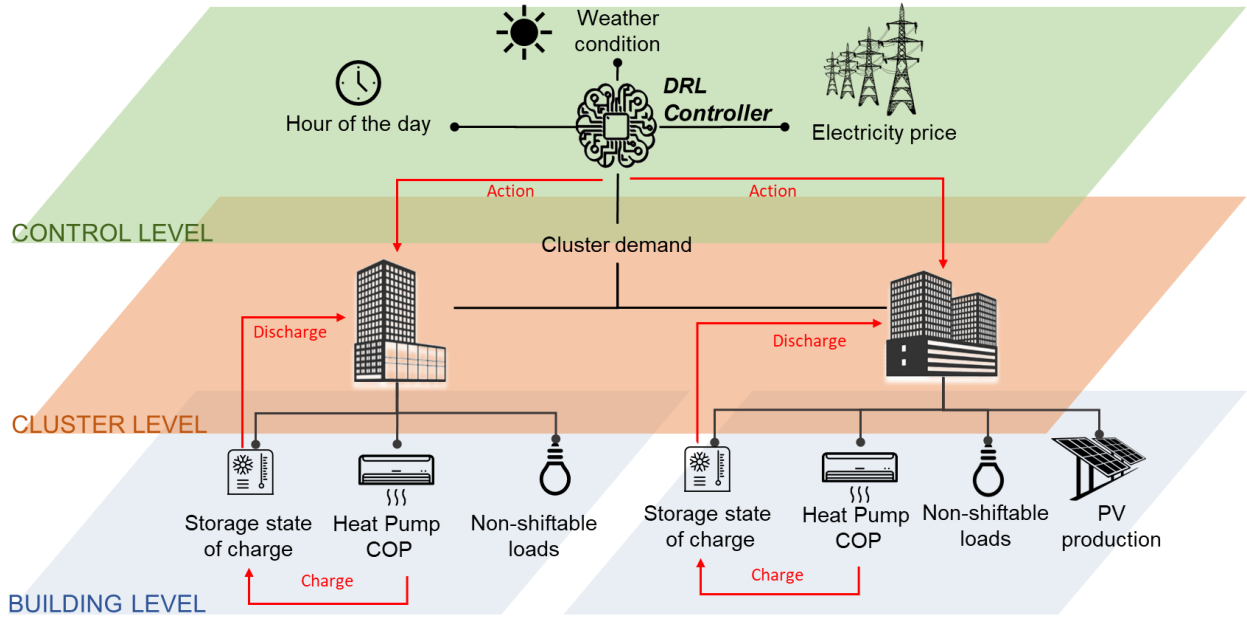 Weather
condition
DRL
Controller
Hour of the day
Electricity price
Action
Action
CONTROL LEVEL
Cluster demand
Discharge
Discharge
CLUSTER LEVEL
Storage state
of charge
Heat Pump
COP
Non-shiftable
loads
Storage state
of charge
Heat Pump
COP
Non-shiftable
loads
PV
production
Charge
Charge
BUILDING LEVEL